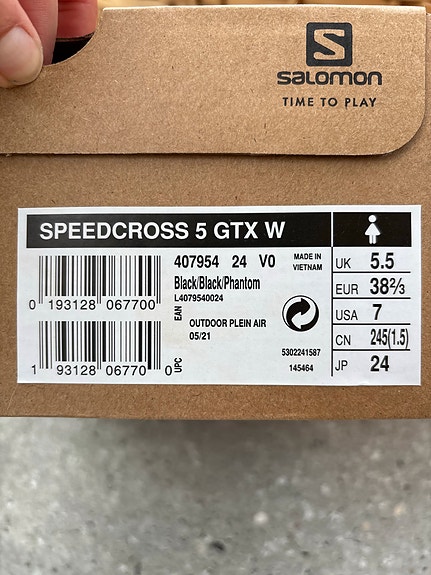 S
SALOMON
TIME TO PLAY
SPEEDCROSS 5 GTX W
407954 24 V0
MADE IN
VIETNAM
Black/Black/Phantom
L4079540024
0 193128 067700
EAN
OUTDOOR PLEIN AIR
05/21
5302241587
145464
1 93128 06770 0
UPC
UK 5.5
EUR 38⅔
USA 7
CN 245(1.5)
JP 24